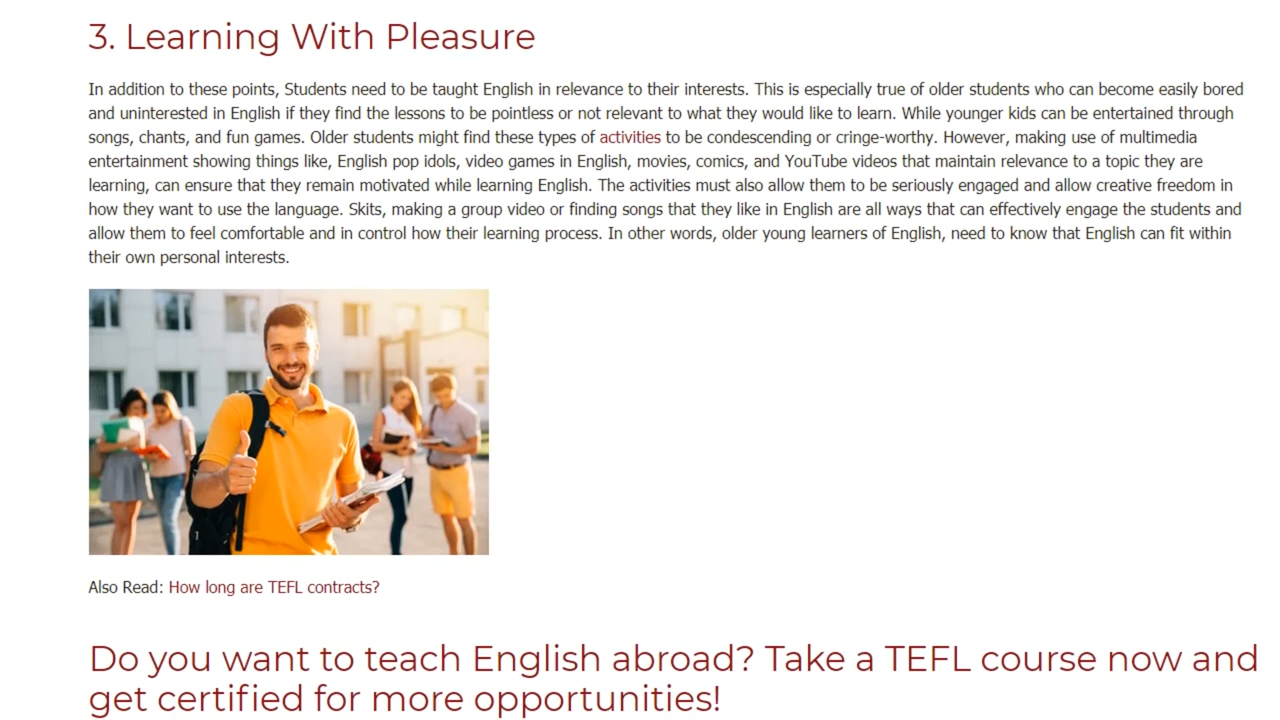 3. Learning With Pleasure
In addition to these points, Students need to be taught English in relevance to their interests. This is especially true of older students who can become easily bored
and uninterested in English if they find the lessons to be pointless or not relevant to what they would like to learn. While younger kids can be entertained through
songs, chants, and fun games. Older students might find these types of activities to be condescending or cringe-worthy. However, making use of multimedia
entertainment showing things like, English pop idols, video games in English, movies, comics, and YouTube videos that maintain relevance to a topic they are
learning, can ensure that they remain motivated while learning English. The activities must also allow them to be seriously engaged and allow creative freedom in
how they want to use the language. Skits, making a group video or finding songs that they like in English are all ways that can effectively engage the students and
allow them to feel comfortable and in control how their learning process. In other words, older young learners of English, need to know that English can fit within
their own personal interests.
Also Read: How long are TEFL contracts?
Do you want to teach English abroad? Take a TEFL course now and
get certified for more opportunities!